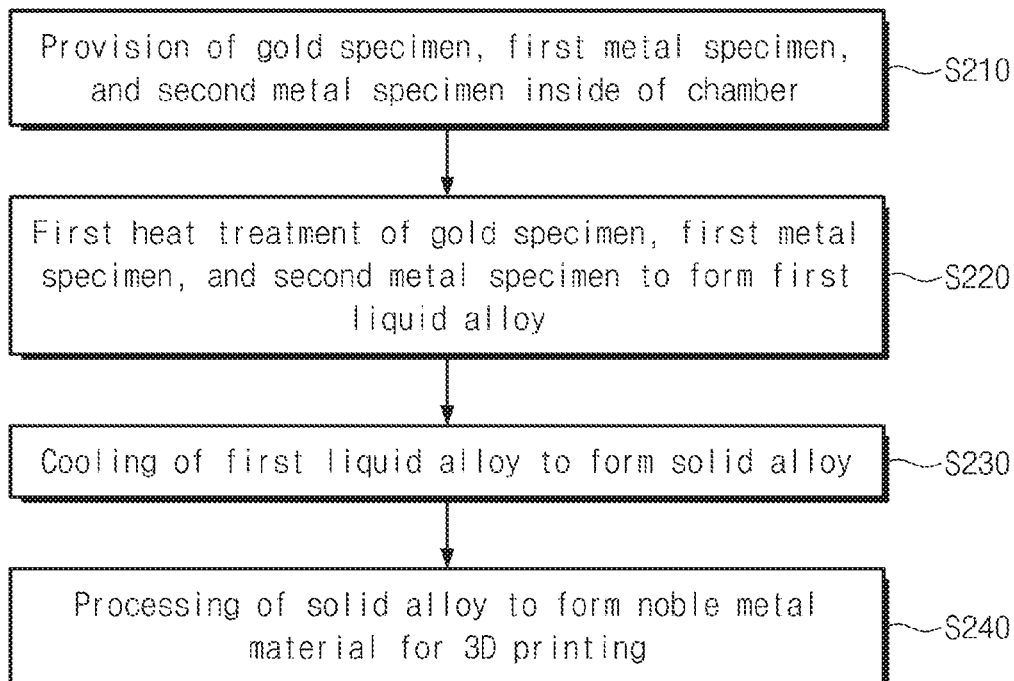 Provision of gold specimen, first metal specimen,
and second metal specimen inside of chamber
S210
First heat treatment of gold specimen, first metal
specimen, and second metal specimen to form first
liquid alloy
S220
Cooling of first liquid alloy to form solid alloy
S230
Processing of solid alloy to form noble metal
material for 3D printing
S240